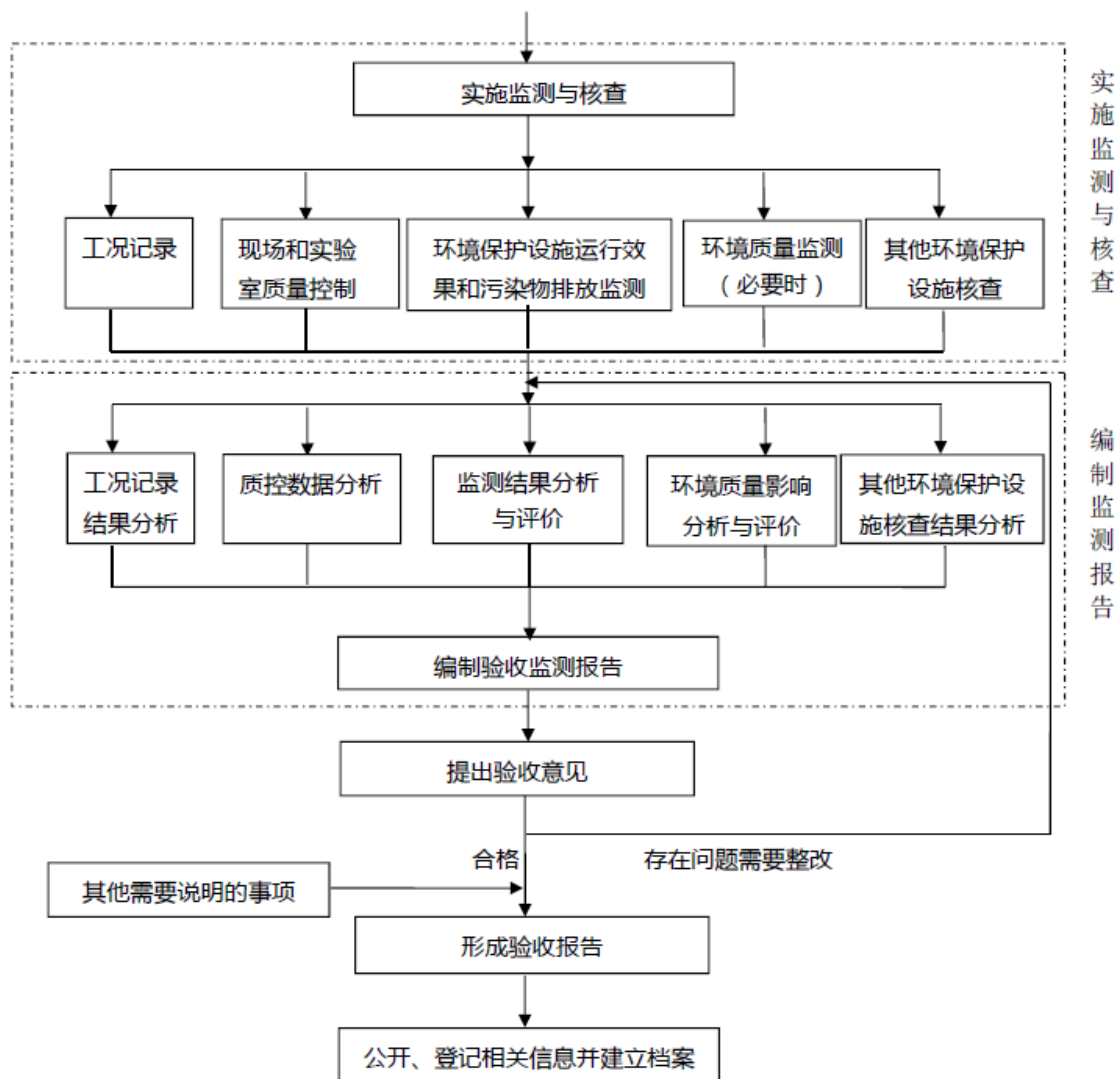 实施监测与核查
工况记录
现场和实验
室质量控制
环境保护设施运行效
果和污染物排放监测
环境质量监测
（必要时）
其他环境保护
设施核查
实施监测与核查
工况记录
结果分析
质控数据分析
监测结果分析
与评价
环境质量影响
分析与评价
其他环境保护设
施核查结果分析
编制验收监测报告
编制监测报告
提出验收意见
合格
存在问题需要整改
其他需要说明的事项
形成验收报告
公开、登记相关信息并建立档案